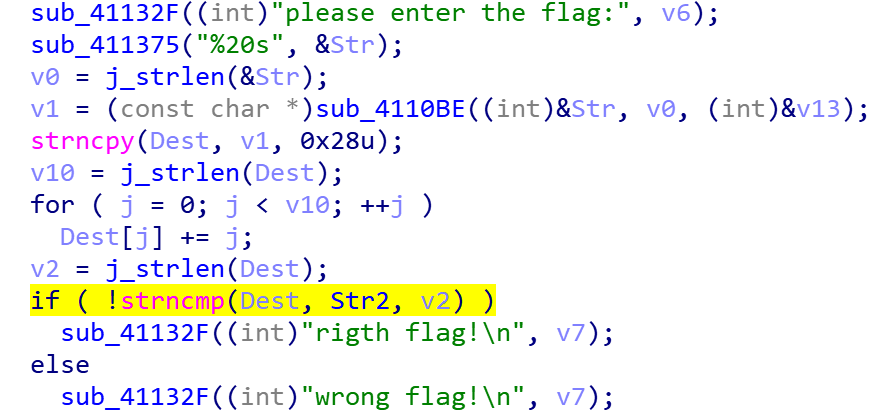 sub_41132F((int)"please enter the flag:", v6);
sub_411375("%20s", &Str);
v0 = j_strlen(&Str);
v1 = (const char *)sub_4110BE((int)&Str, v0, (int)&v13);
strncpy(Dest, v1, 0x28u);
v10 = j_strlen(Dest);
for ( j = 0; j < v10; ++j )
  Dest[j] += j;
v2 = j_strlen(Dest);
if ( !strncmp(Dest, Str2, v2) )
  sub_41132F((int)"rigth flag!\n", v7);
else
  sub_41132F((int)"wrong flag!\n", v7);